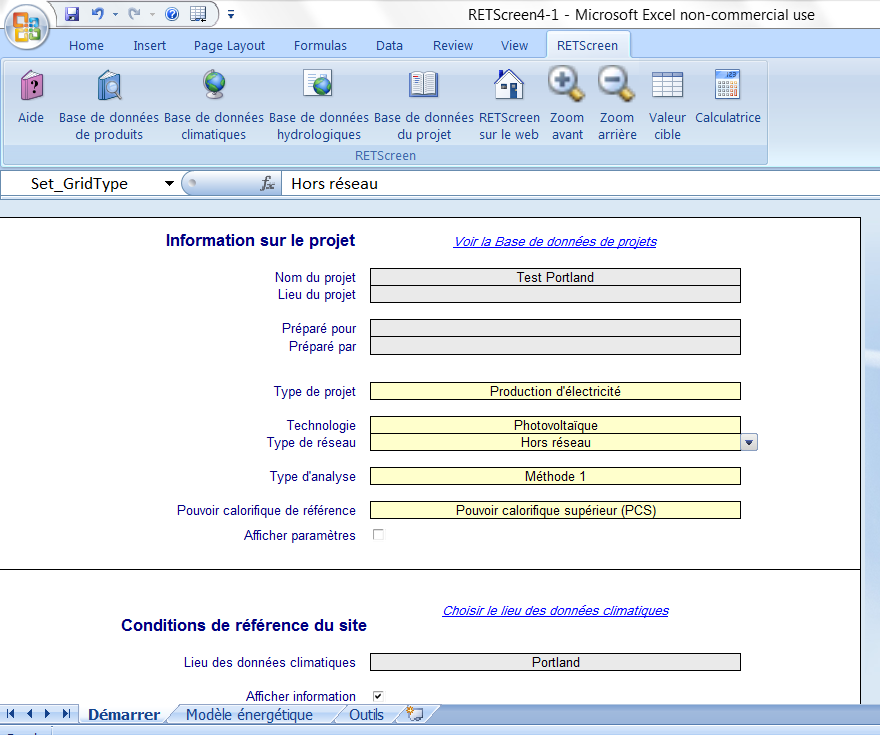 RETScreen4-1 - Microsoft Excel non-commercial use
Home Insert Page Layout Formulas Data Review View RETScreen
Aide Base de données Base de données Base de données Base de données RETScreen Zoom Zoom Valeur Calculatrice
de produits climatiques hydrologiques du projet sur le web avant arrière cible
RETScreen
Set_GridType fx Hors réseau
Information sur le projet Voir la Base de données de projets
Nom du projet Test Portland
Lieu du projet
Préparé pour
Préparé par
Type de projet Production d'électricité
Technologie Photovoltaïque
Type de réseau Hors réseau
Type d'analyse Méthode 1
Pouvoir calorifique de référence Pouvoir calorifique supérieur (PCS)
Afficher paramètres
Choisir le lieu des données climatiques
Conditions de référence du site
Lieu des données climatiques Portland
Afficher information
Démarrer Modèle énergétique Outils